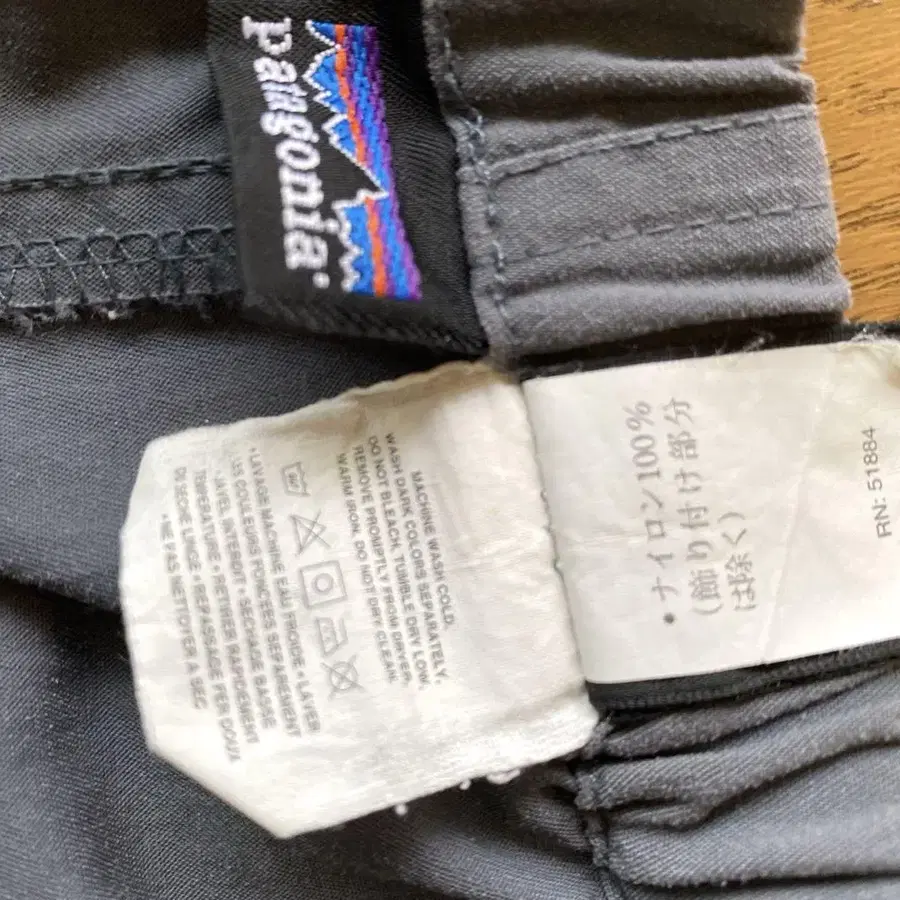 patagonia
MACHINE WASH COLD.
WASH DARK COLORS SEPARATELY.
DO NOT BLEACH. TUMBLE DRY LOW.
REMOVE PROMPTLY FROM DRYER.
WARM IRON. DO NOT DRY CLEAN.
•LAVAGE MACHINE EAU FROIDE • LAVER
LES COULEURS FONCIES SEPAREMENT
•JAVEL INTERDIT • SECHAGE BASSE
TEMPERATURE • RETIRER RAPIDEMENT
DU SECHE LINGE • REPASSAGE FER DOUX
•NE PAS NETTOYER A SEC
•ナイロン100%
(飾り付け部分
は除く)
RN: 51884